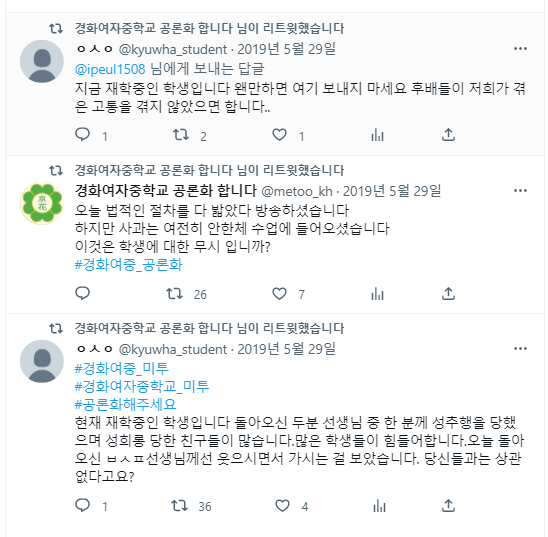 경화여자중학교 공론화 합니다 님이 리트윗했습니다
ㅇㅅㅇ @kyuwha_student · 2019년 5월 29일
@ipeul1508 님에게 보내는 답글
지금 재학중인 학생입니다 왠만하면 여기 보내지 마세요 후배들이 저희가 겪
은 고통을 겪지 않았으면 합니다..
1 2 1
경화여자중학교 공론화 합니다 님이 리트윗했습니다
경화여자중학교 공론화 합니다 @metoo_kh · 2019년 5월 29일
오늘 법적인 절차를 다 밟았다 방송하셨습니다
하지만 사과는 여전히 안한체 수업에 들어오셨습니다
이것은 학생에 대한 무시 입니까?
#경화여중_공론화
26 7
京花
경화여자중학교 공론화 합니다 님이 리트윗했습니다
ㅇㅅㅇ @kyuwha_student · 2019년 5월 29일
#경화여중_미투
#경화여자중학교_미투
#공론화해주세요
현재 재학중인 학생입니다 돌아오신 두분 선생님 중 한 분께 성추행을 당했
으며 성희롱 당한 친구들이 많습니다.많은 학생들이 힘들어합니다.오늘 돌아
오신 ㅂㅅㅍ선생님께선 웃으시면서 가시는 걸 보았습니다. 당신들과는 상관
없다고요?
1 36 4